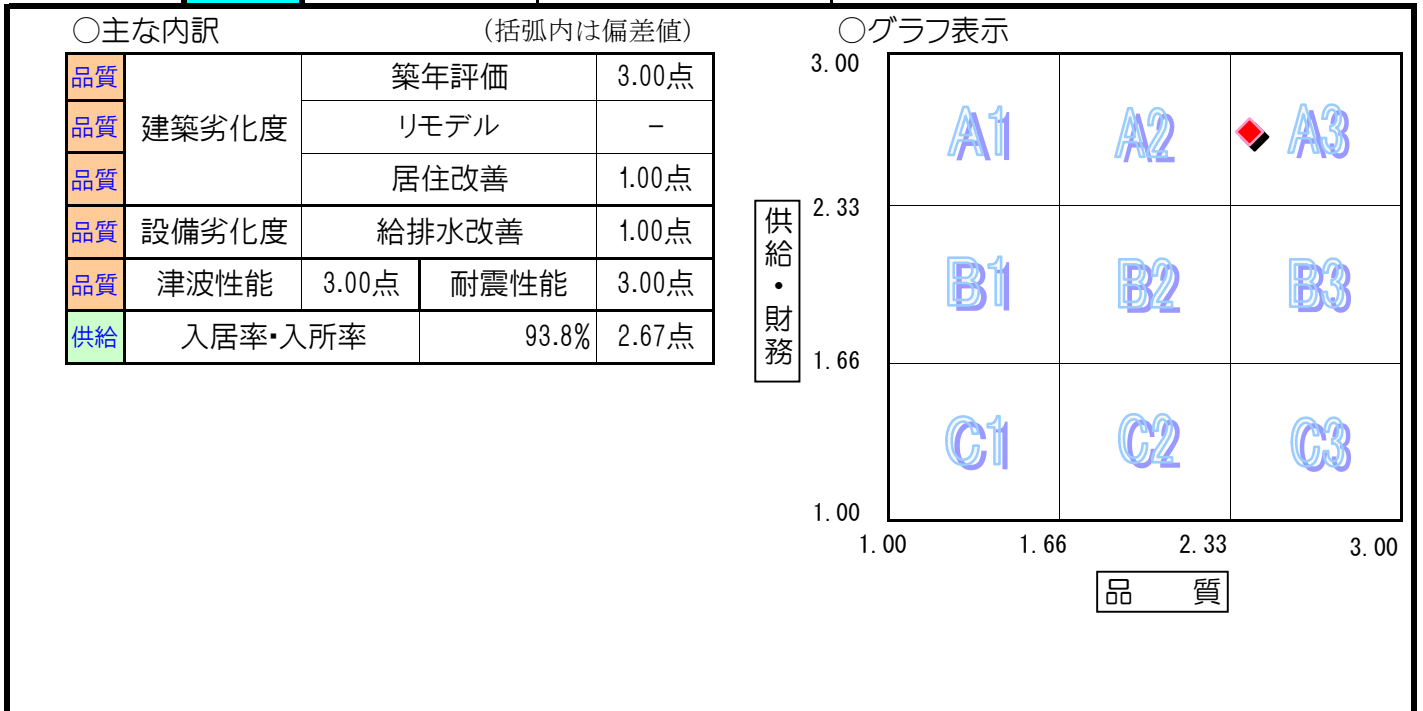 ○主な内訳 (括弧内は偏差値)
品質 建築劣化度 築年評価 3.00点
品質 リモデル －
品質 居住改善 1.00点
品質 設備劣化度 給排水改善 1.00点
品質 津波性能 3.00点 耐震性能 3.00点
供給 入居率・入所率 93.8% 2.67点
○グラフ表示
3.00
A1 A2 A3
2.33
供給・財務
B1 B2 B3
1.66
C1 C2 C3
1.00
1.00 1.66 2.33 3.00
品 質